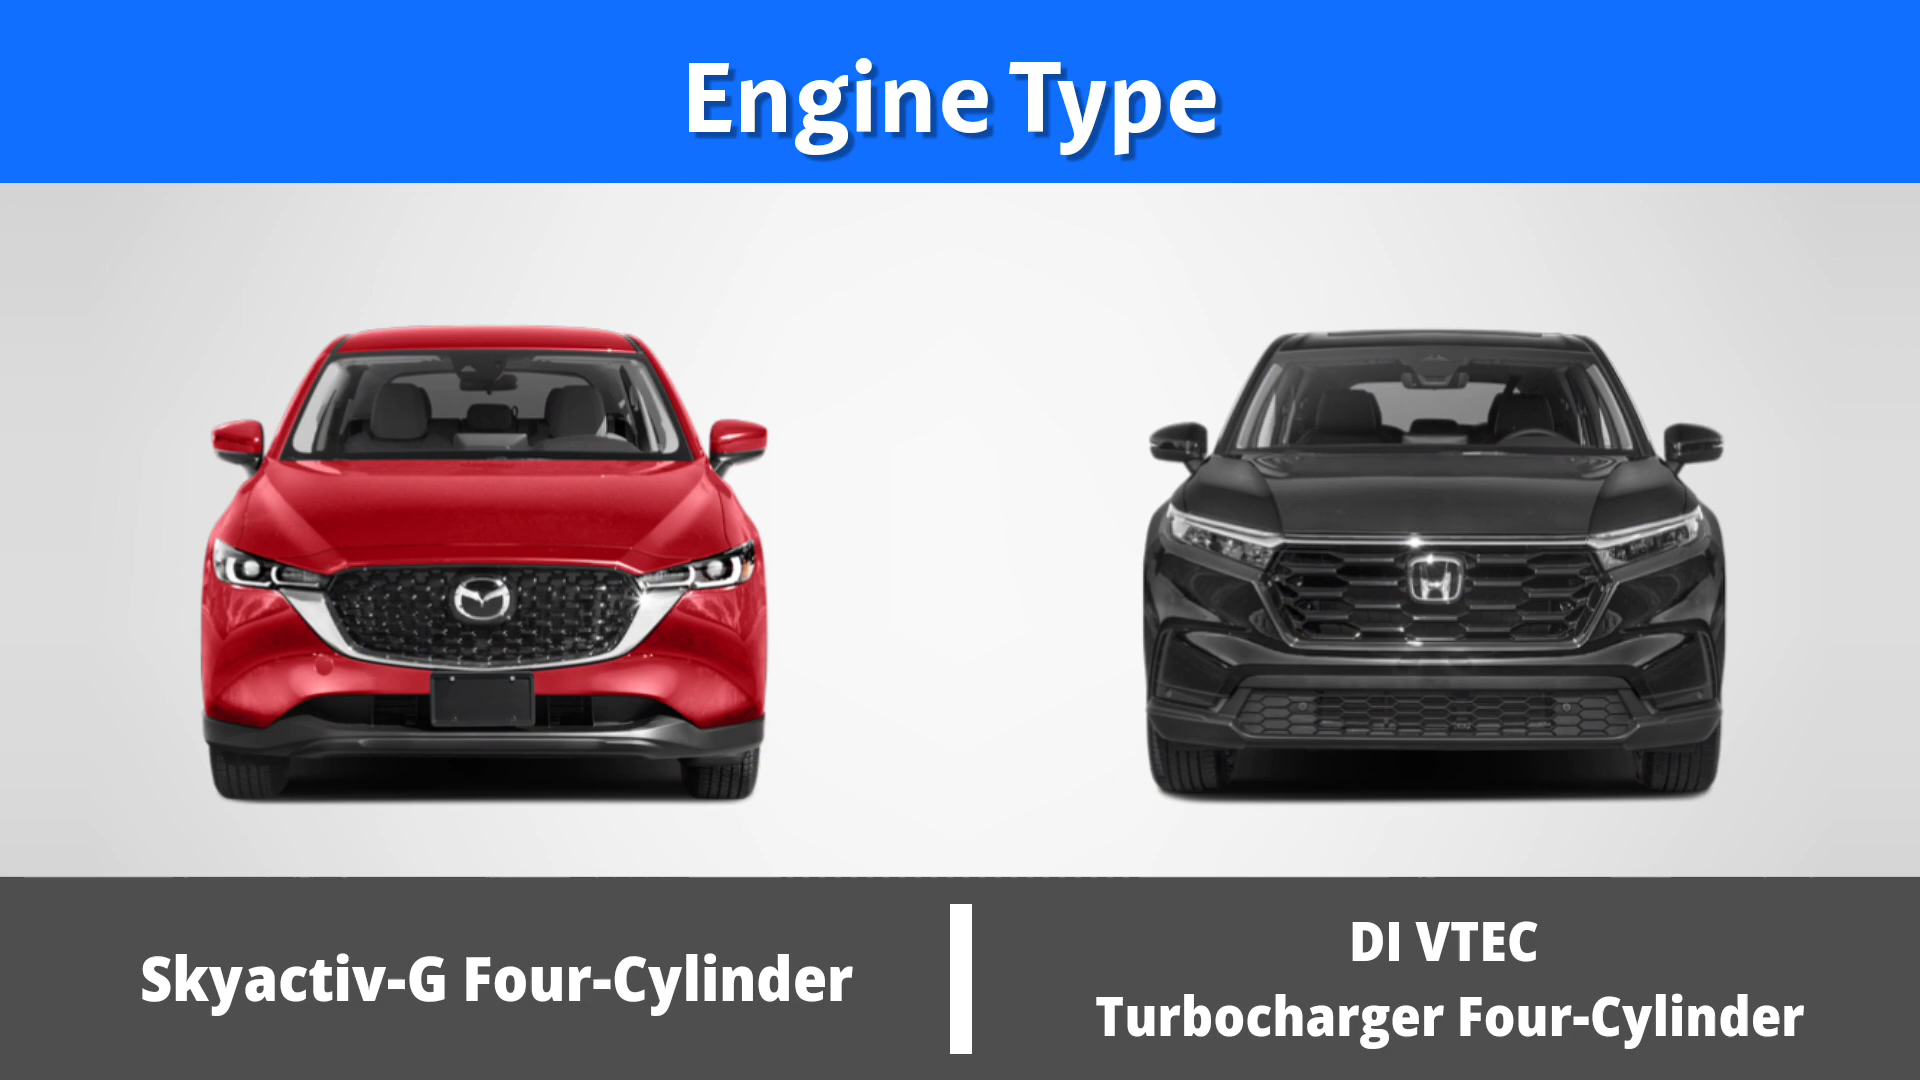 Engine Type
Skyactiv-G Four-Cylinder
DI VTEC
Turbocharger Four-Cylinder